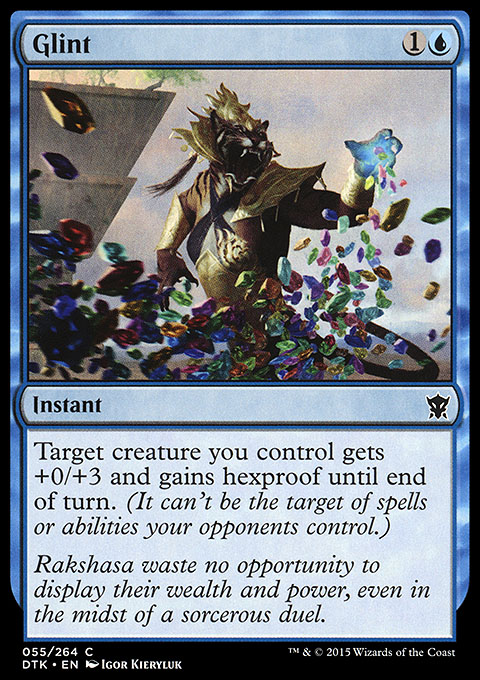 Glint 1
Instant
Target creature you control gets
+0/+3 and gains hexproof until end
of turn. (It can't be the target of spells
or abilities your opponents control.)
Rakshasa waste no opportunity to
display their wealth and power, even in
the midst of a sorcerous duel.
055/264 C
DTK • EN Igor Kieryluk
™ & © 2015 Wizards of the Coast